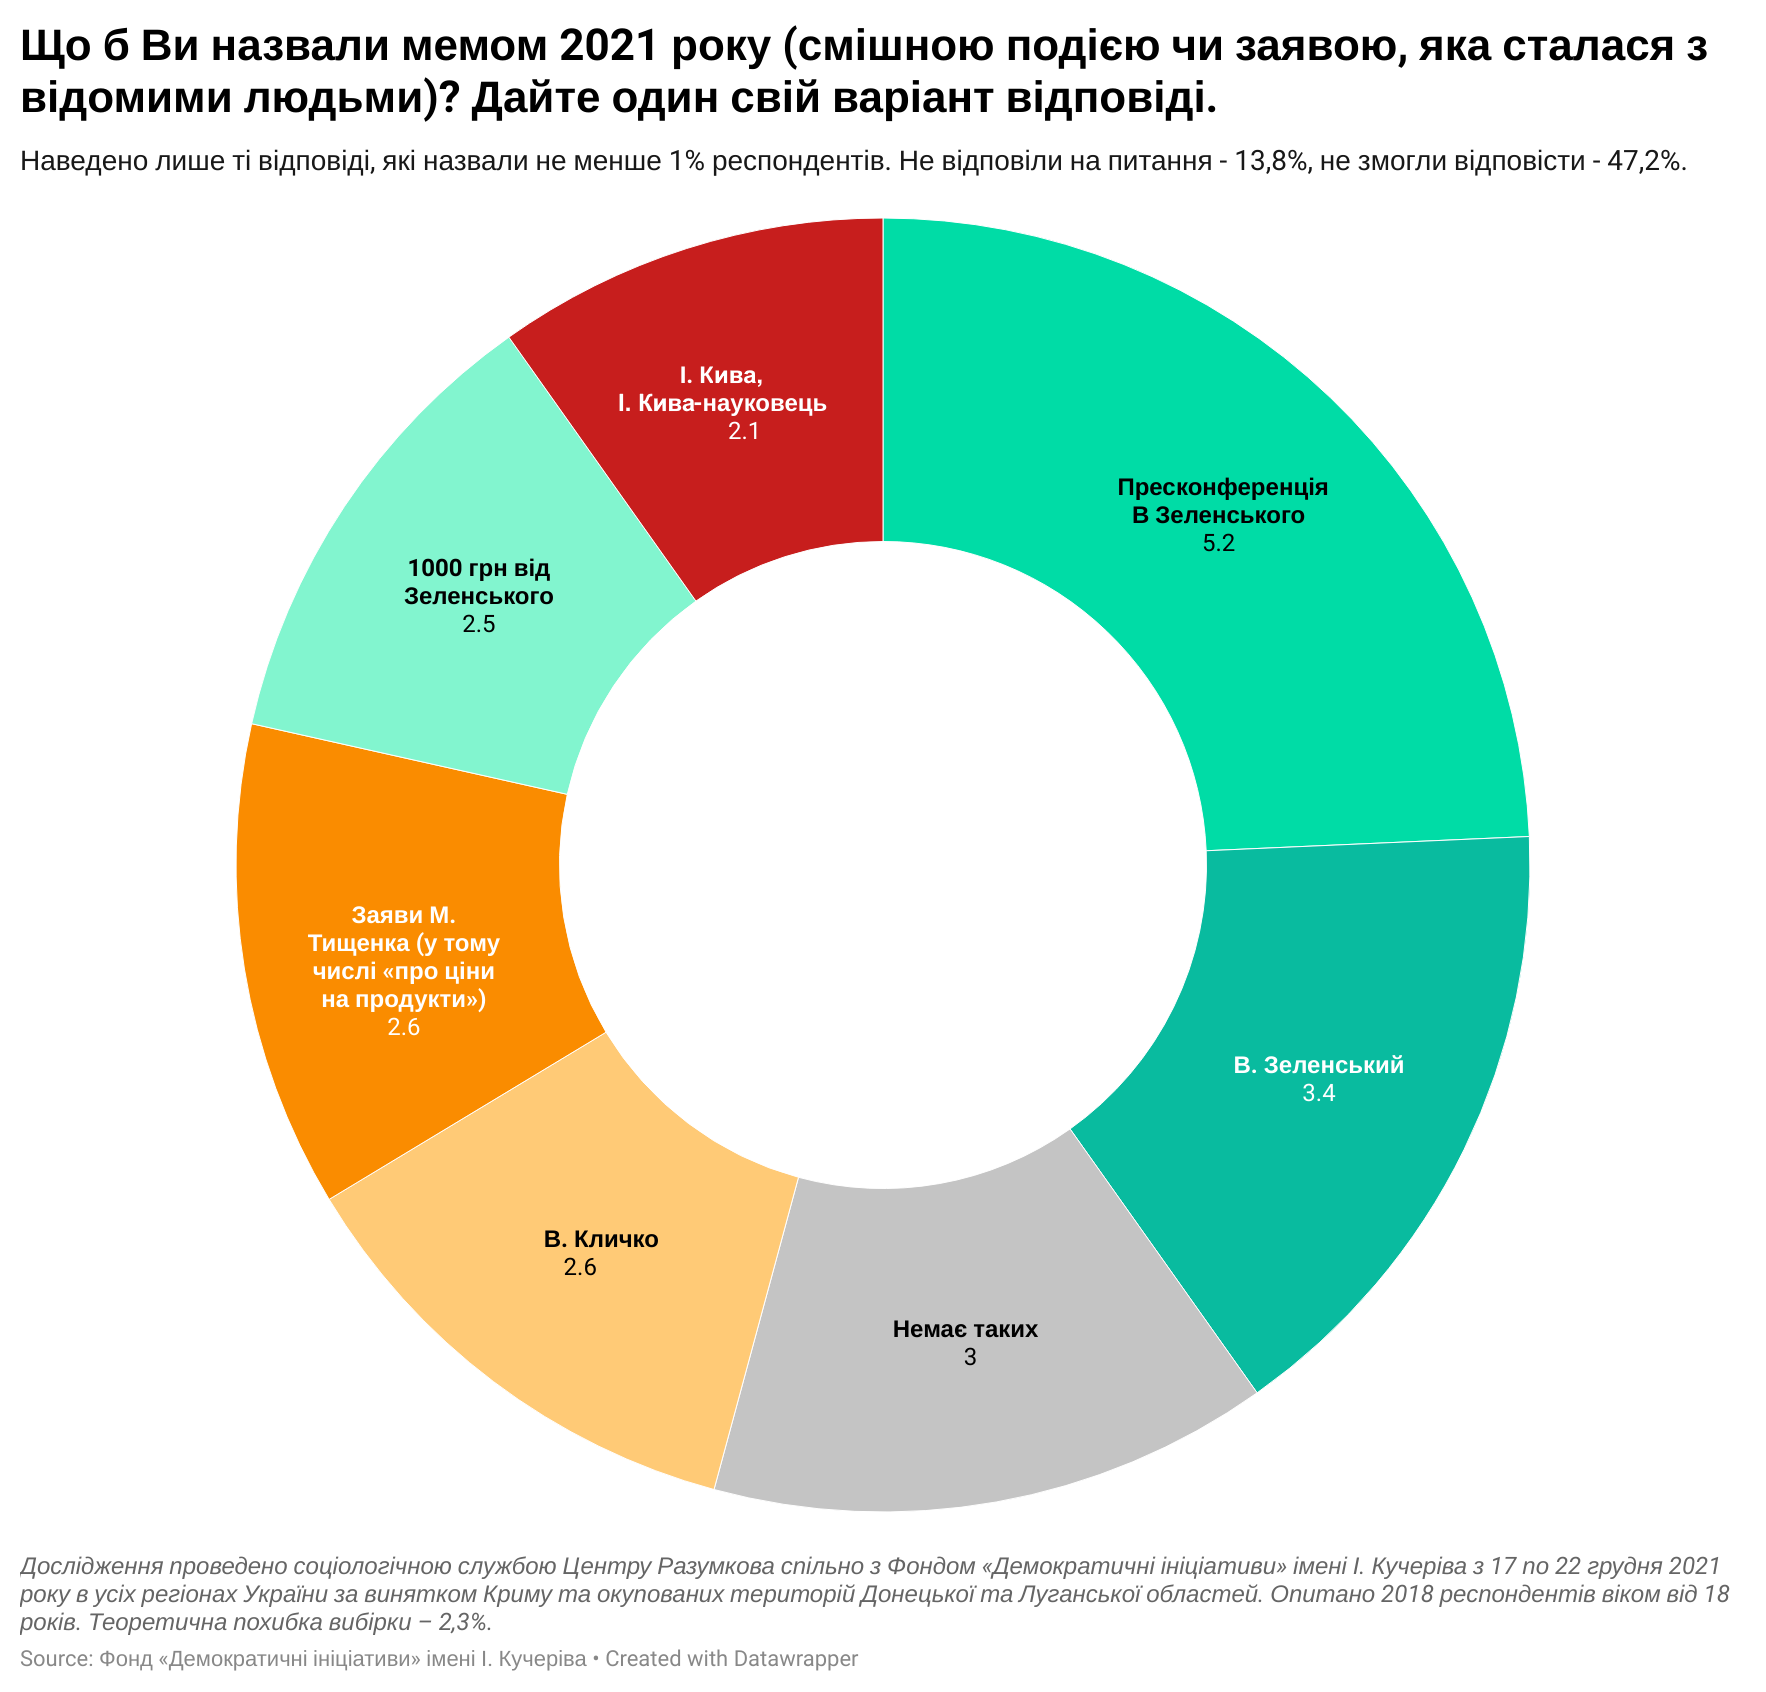 Що б Ви назвали мемом 2021 року (смішною подією чи заявою, яка сталася з
відомими людьми)? Дайте один свій варіант відповіді.
Наведено лише ті відповіді, які назвали не менше 1% респондентів. Не відповіли на питання - 13,8%, не змогли відповісти - 47,2%.
І. Кива,
І. Кива-науковець
2.1
Пресконференція
В Зеленського
5.2
1000 грн від
Зеленського
2.5
Заяви М.
Тищенка (у тому
числі «про ціни
на продукти»)
2.6
В. Зеленський
3.4
В. Кличко
2.6
Немає таких
3
Дослідження проведено соціологічною службою Центру Разумкова спільно з Фондом «Демократичні ініціативи» імені І. Кучеріва з 17 по 22 грудня 2021
року в усіх регіонах України за винятком Криму та окупованих територій Донецької та Луганської областей. Опитано 2018 респондентів віком від 18
років. Теоретична похибка вибірки – 2,3%.
Source: Фонд «Демократичні ініціативи» імені І. Кучеріва • Created with Datawrapper